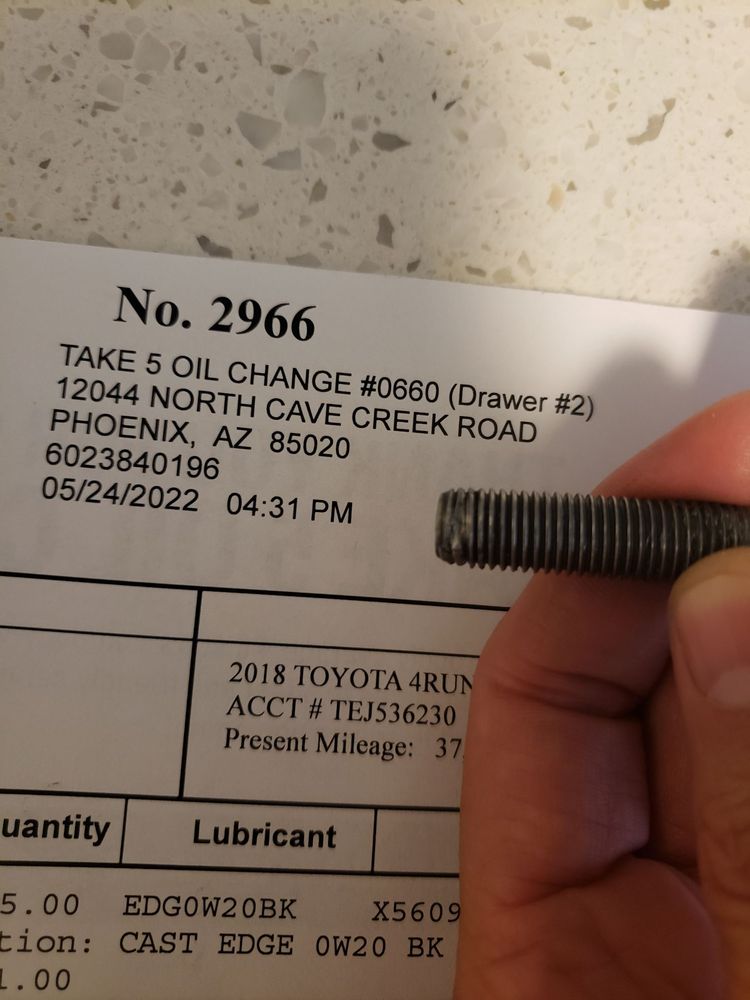 No. 2966
TAKE 5 OIL CHANGE #0660 (Drawer #2)
12044 NORTH CAVE CREEK ROAD
PHOENIX, AZ 85020
6023840196
05/24/2022 04:31 PM
2018 TOYOTA 4RUN
ACCT # TEJ536230
Present Mileage: 37,
uantity Lubricant
5.00 EDG0W20BK X5609
tion: CAST EDGE 0W20 BK
1.00